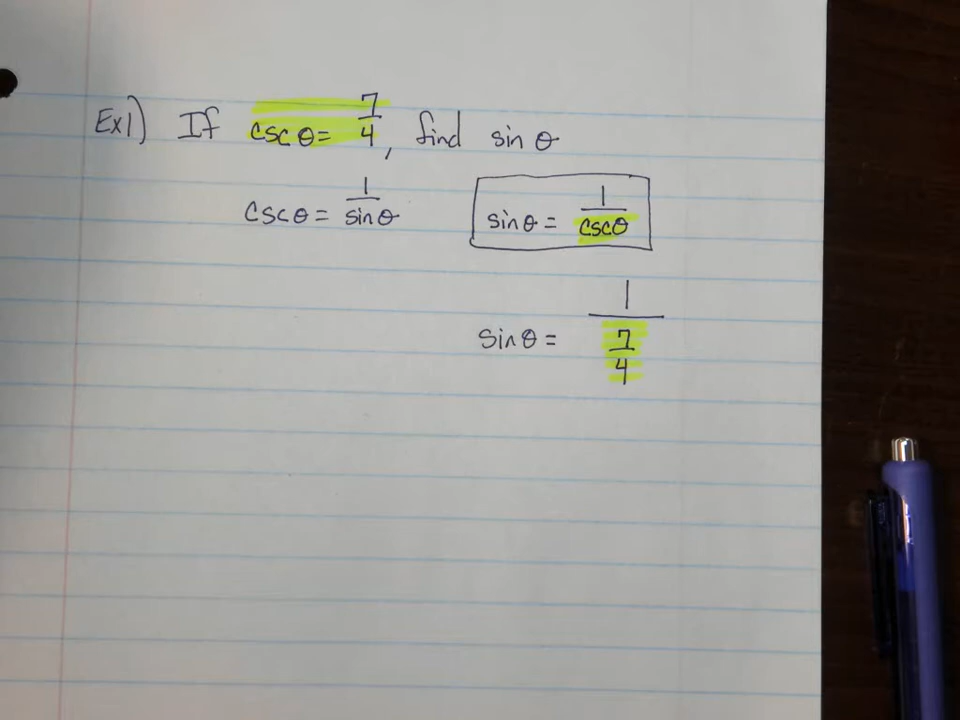 Ex1) If csc θ = 7/4, find sin θ
csc θ = 1/sin θ    sin θ = 1/csc θ
sin θ = 1/(7/4)